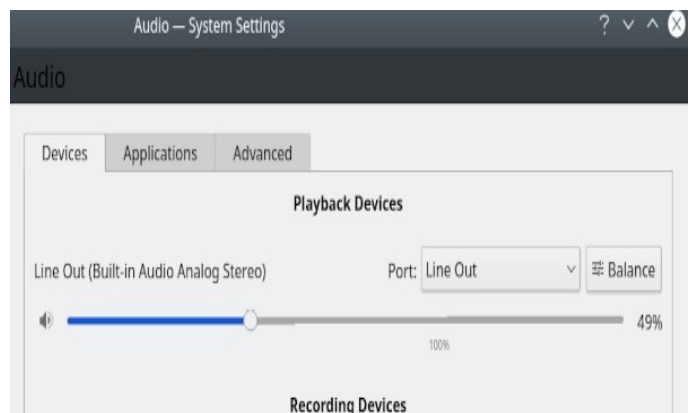 Audio — System Settings
Audio
Devices Applications Advanced
Playback Devices
Line Out (Built-in Audio Analog Stereo) Port: Line Out Balance
49%
100%
Recording Devices